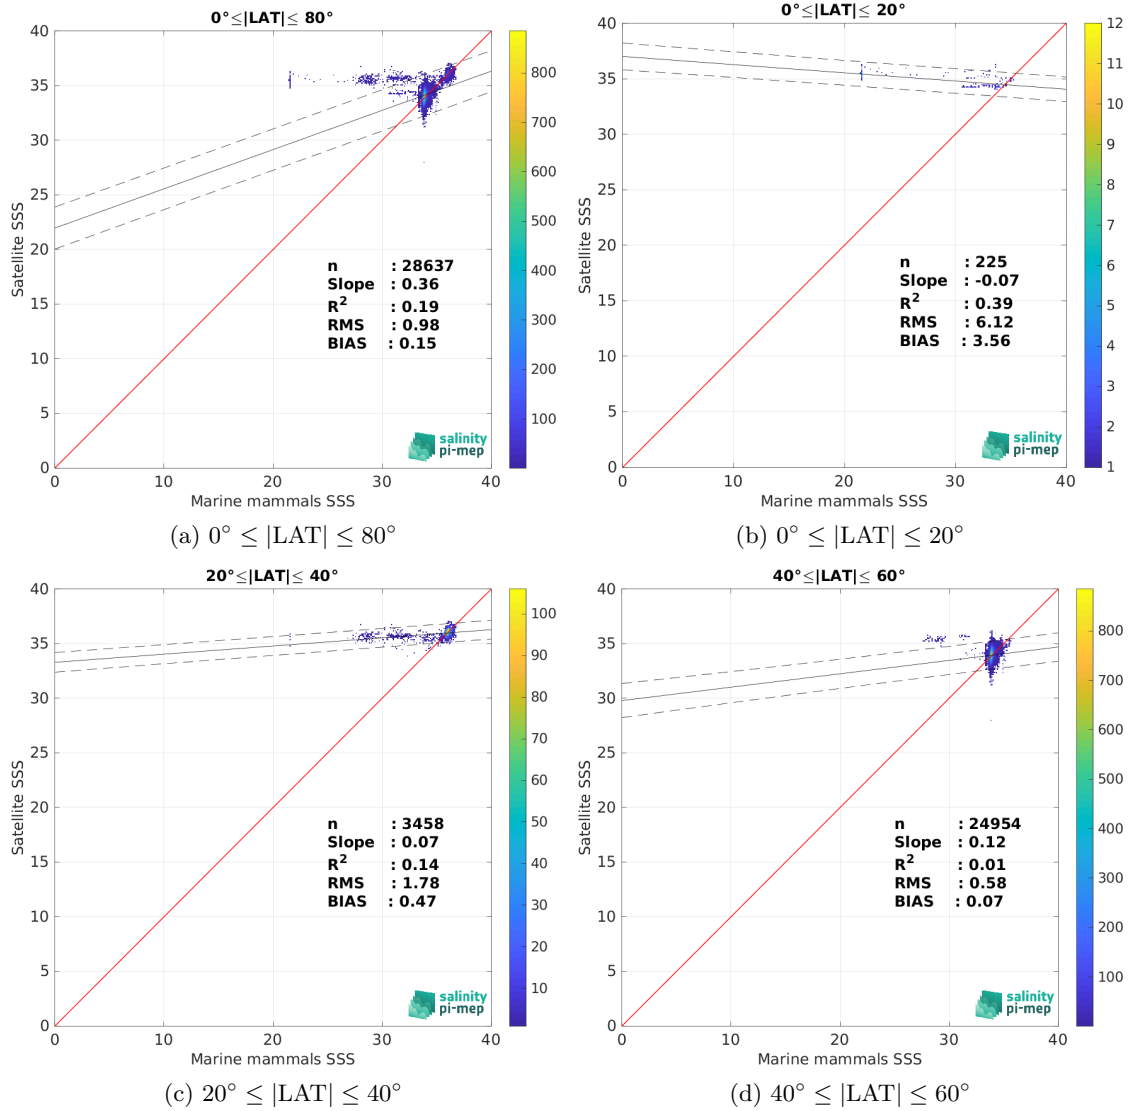 0°≤|LAT|≤ 80°
40
35
30
25
20
15
10
5
0
Satellite SSS
n : 28637
Slope : 0.36
R² : 0.19
RMS : 0.98
BIAS : 0.15
salinity
pi-mep
0 10 20 30 40
Marine mammals SSS
800
700
600
500
400
300
200
100
(a) 0° ≤ |LAT| ≤ 80°
0°≤|LAT|≤ 20°
40
35
30
25
20
15
10
5
0
Satellite SSS
n : 225
Slope : -0.07
R² : 0.39
RMS : 6.12
BIAS : 3.56
salinity
pi-mep
0 10 20 30 40
Marine mammals SSS
12
11
10
9
8
7
6
5
4
3
2
1
(b) 0° ≤ |LAT| ≤ 20°
20°≤|LAT|≤ 40°
40
35
30
25
20
15
10
5
0
Satellite SSS
n : 3458
Slope : 0.07
R² : 0.14
RMS : 1.78
BIAS : 0.47
salinity
pi-mep
0 10 20 30 40
Marine mammals SSS
100
90
80
70
60
50
40
30
20
10
(c) 20° ≤ |LAT| ≤ 40°
40°≤|LAT|≤ 60°
40
35
30
25
20
15
10
5
0
Satellite SSS
n : 24954
Slope : 0.12
R² : 0.01
RMS : 0.58
BIAS : 0.07
salinity
pi-mep
0 10 20 30 40
Marine mammals SSS
800
700
600
500
400
300
200
100
(d) 40° ≤ |LAT| ≤ 60°